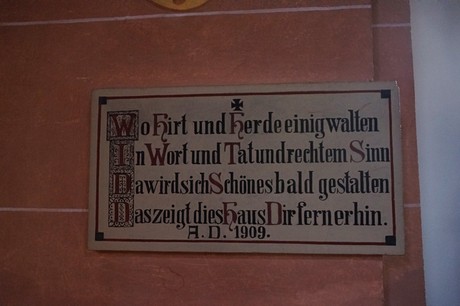 Wo Hirt und Herde einig walten
In Wort und Tat und rechtem Sinn
Da wird sich Schönes bald gestalten
Das zeigt dies Haus Dir fernerhin.
A. D. 1909.